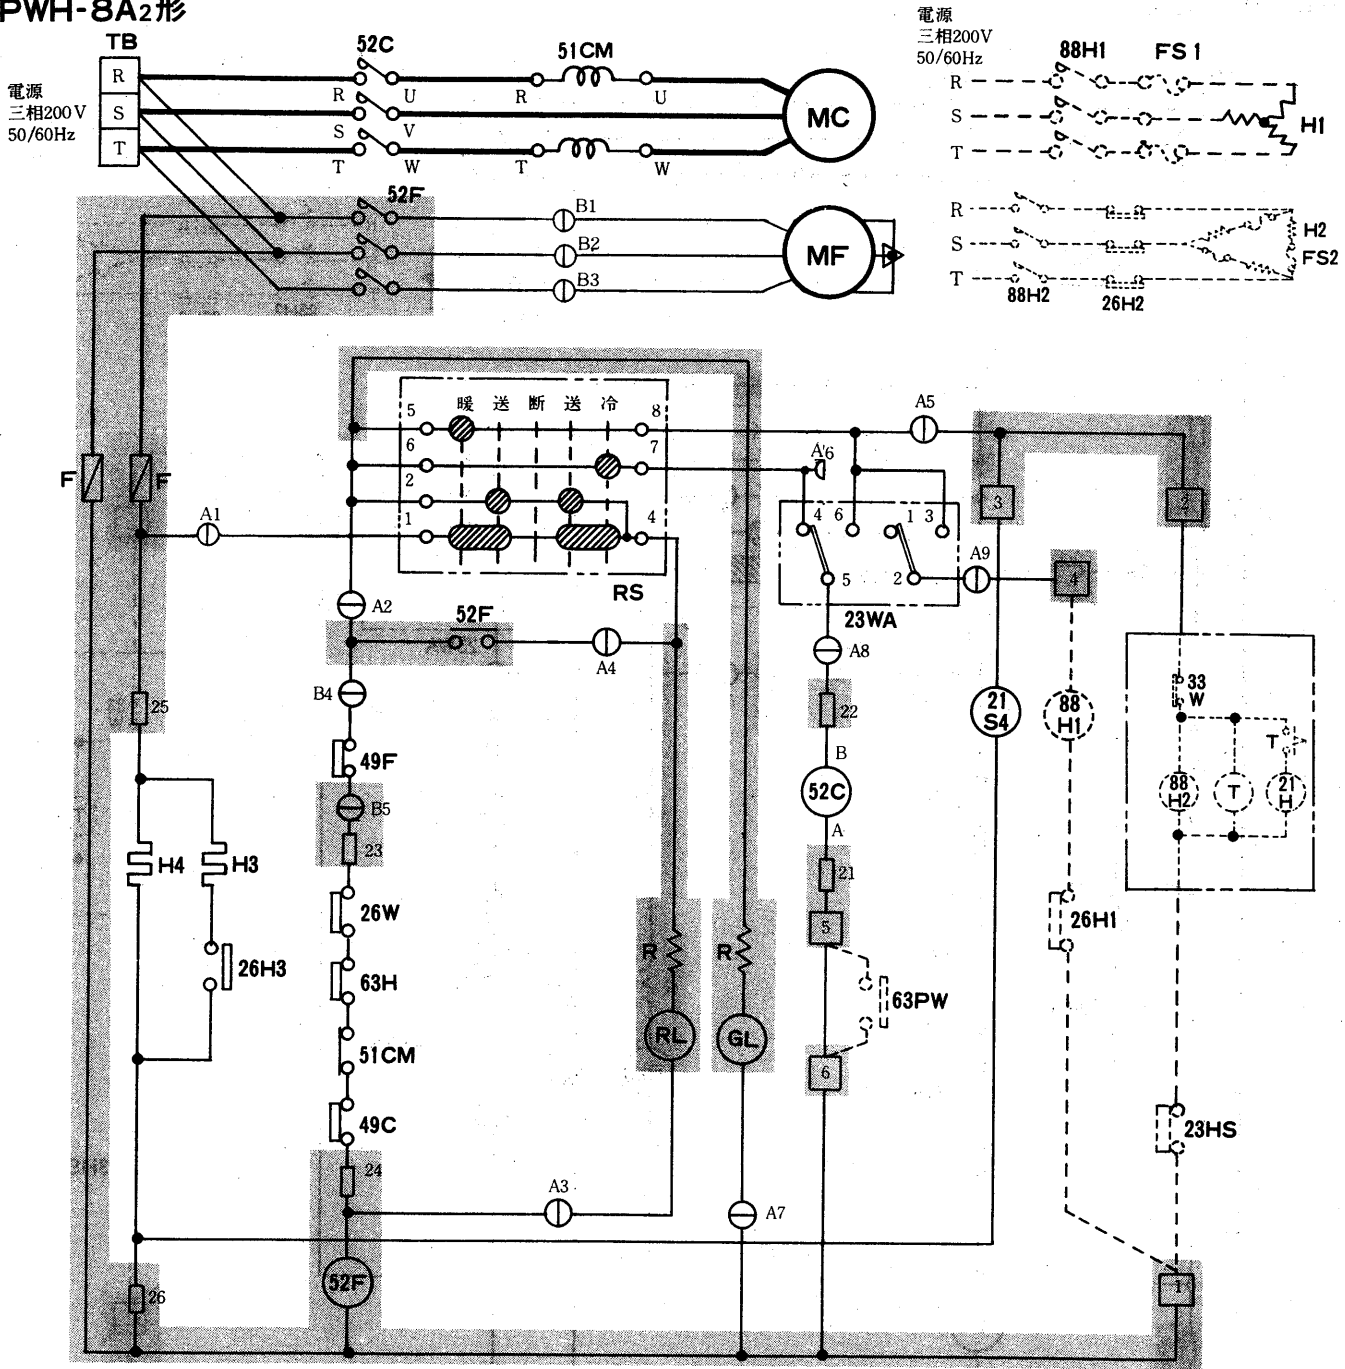 PWH-8A2形
TB
52C
51CM
電源
三相200V
50/60Hz
R
S
T
R
S
T
U
V
W
R
T
U
W
MC
電源
三相200V
50/60Hz
88H1
FS1
R
S
T
H1
52F
B1
B2
B3
MF
R
S
T
H2
FS2
88H2
26H2
暖 送 断 送 冷
5
6
2
1
8
7
4
RS
A5
A'6
4
6
1
3
5
2
23WA
A9
3
2
4
F
F
A1
A2
52F
A4
A8
B4
25
22
21
S4
88
H1
33
W
T
88
H2
T
21
H
49F
B
52C
A
B5
23
H4
H3
21
26W
5
26H1
26H3
63H
R
R
63PW
51CM
RL
GL
6
49C
23HS
24
A3
A7
52F
26
1